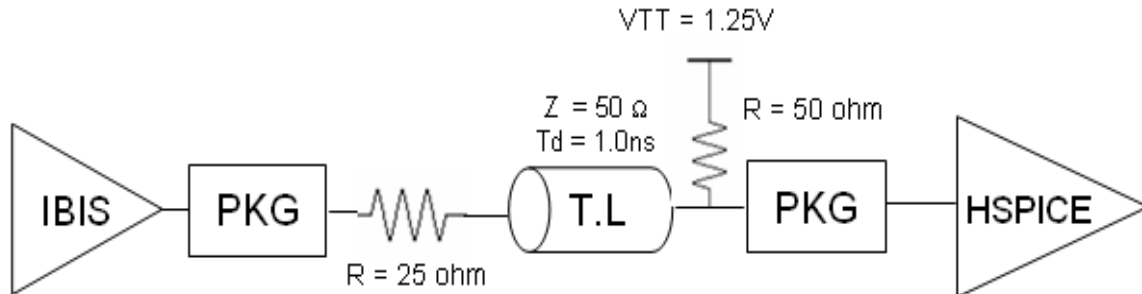 VTT = 1.25V
Z = 50 Ω
Td = 1.0ns
R = 50 ohm
IBIS
PKG
T.L
PKG
HSPICE
R = 25 ohm